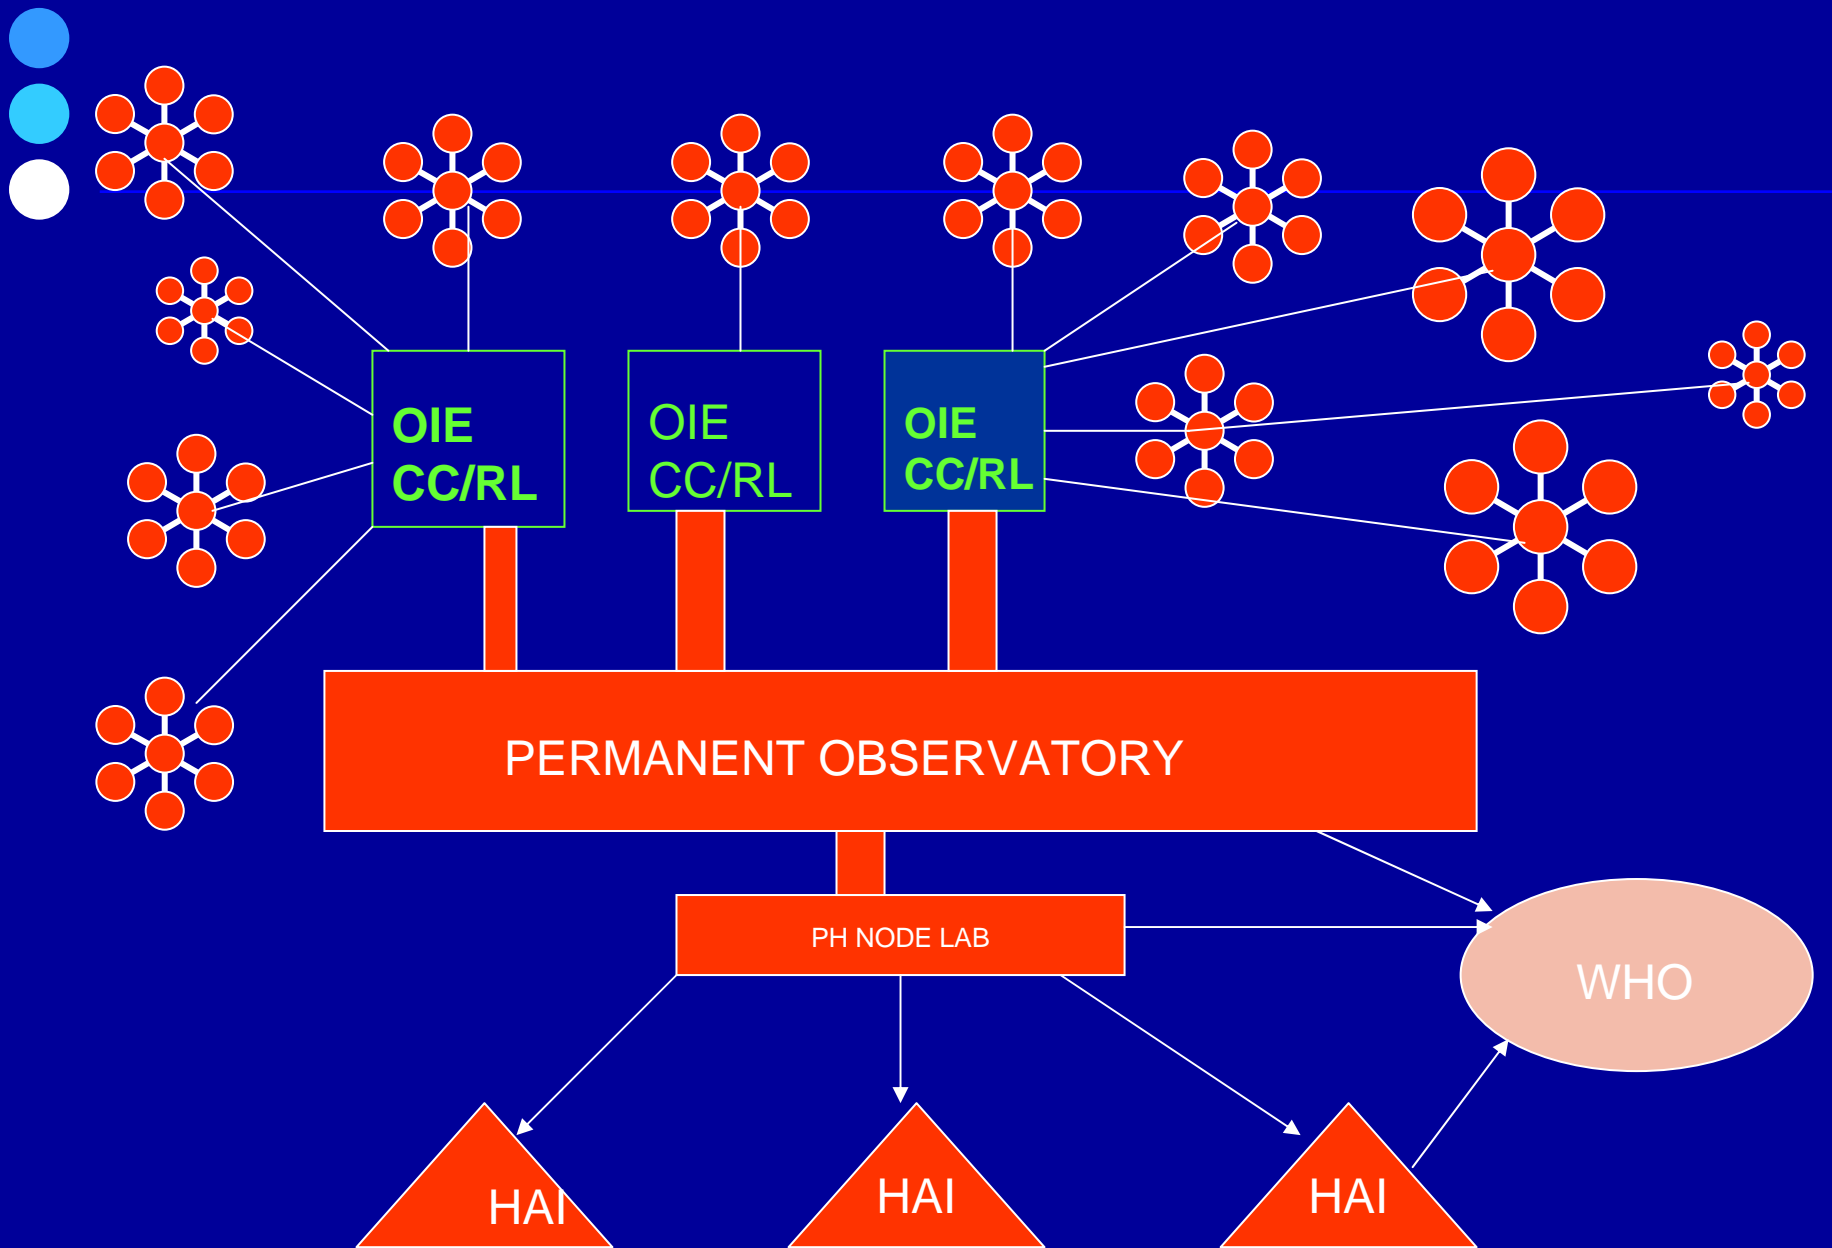 OIE
CC/RL
OIE
CC/RL
OIE
CC/RL
PERMANENT OBSERVATORY
PH NODE LAB
WHO
HAI
HAI
HAI